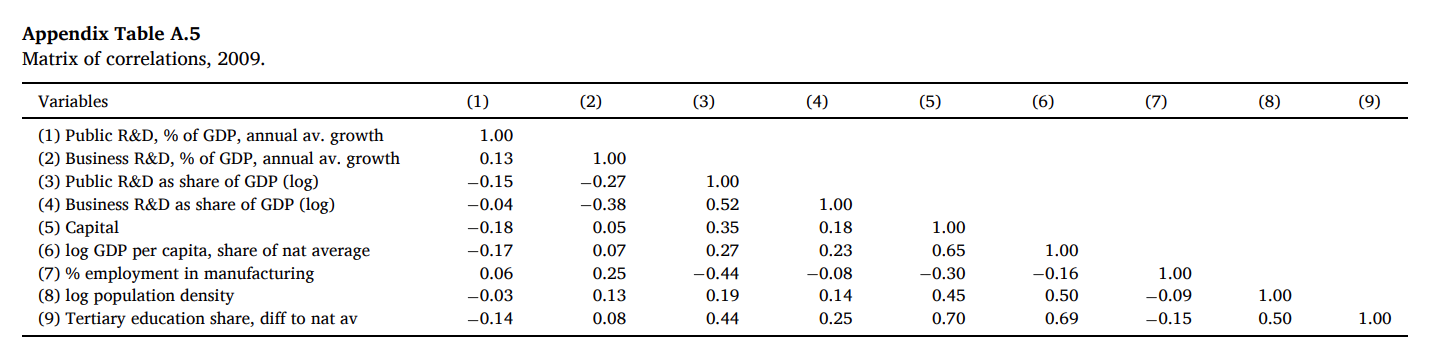 Appendix Table A.5
Matrix of correlations, 2009.
Variables (1) (2) (3) (4) (5) (6) (7) (8) (9)
(1) Public R&D, % of GDP, annual av. growth 1.00
(2) Business R&D, % of GDP, annual av. growth 0.13 1.00
(3) Public R&D as share of GDP (log) −0.15 −0.27 1.00
(4) Business R&D as share of GDP (log) −0.04 −0.38 0.52 1.00
(5) Capital −0.18 0.05 0.35 0.18 1.00
(6) log GDP per capita, share of nat average −0.17 0.07 0.27 0.23 0.65 1.00
(7) % employment in manufacturing 0.06 0.25 −0.44 −0.08 −0.30 −0.16 1.00
(8) log population density −0.03 0.13 0.19 0.14 0.45 0.50 −0.09 1.00
(9) Tertiary education share, diff to nat av −0.14 0.08 0.44 0.25 0.70 0.69 −0.15 0.50 1.00